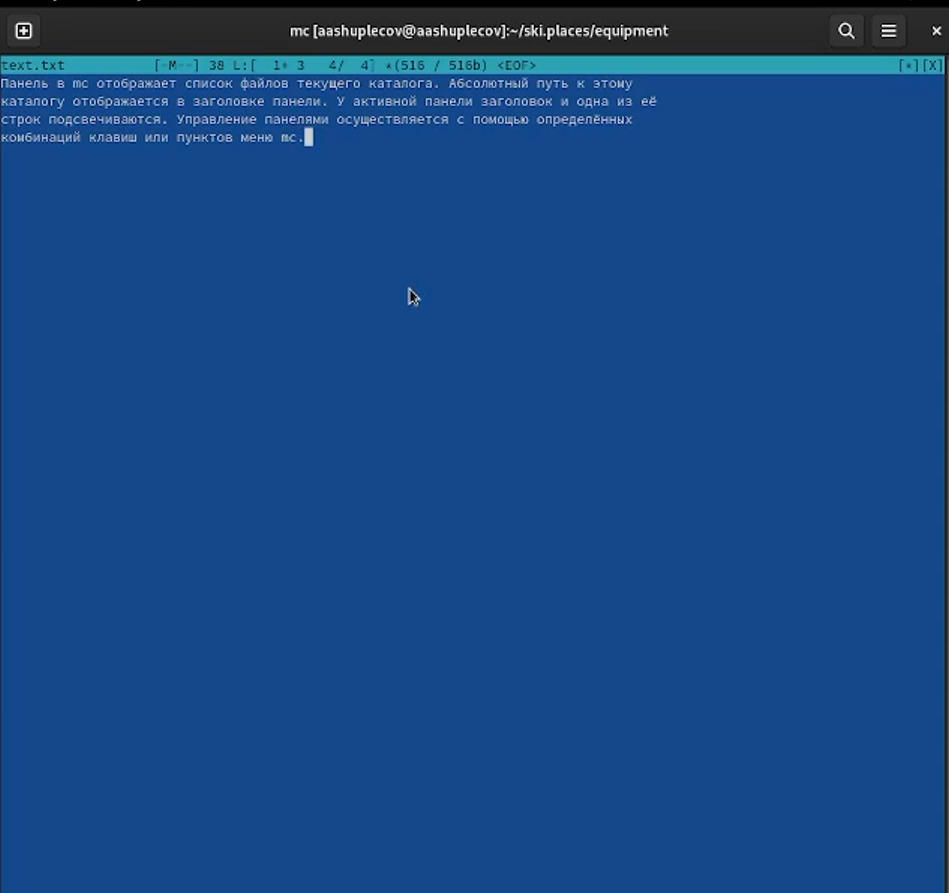 mc [aashuplecov@aashuplecov]:~/ski.places/equipment
text.txt [-M--] 38 L:[ 1+ 3 4/ 4] *(516 / 516b) <EOF> [*][X]
Панель в mc отображает список файлов текущего каталога. Абсолютный путь к этому
каталогу отображается в заголовке панели. У активной панели заголовок и одна из её
строк подсвечиваются. Управление панелями осуществляется с помощью определённых
комбинаций клавиш или пунктов меню mc.